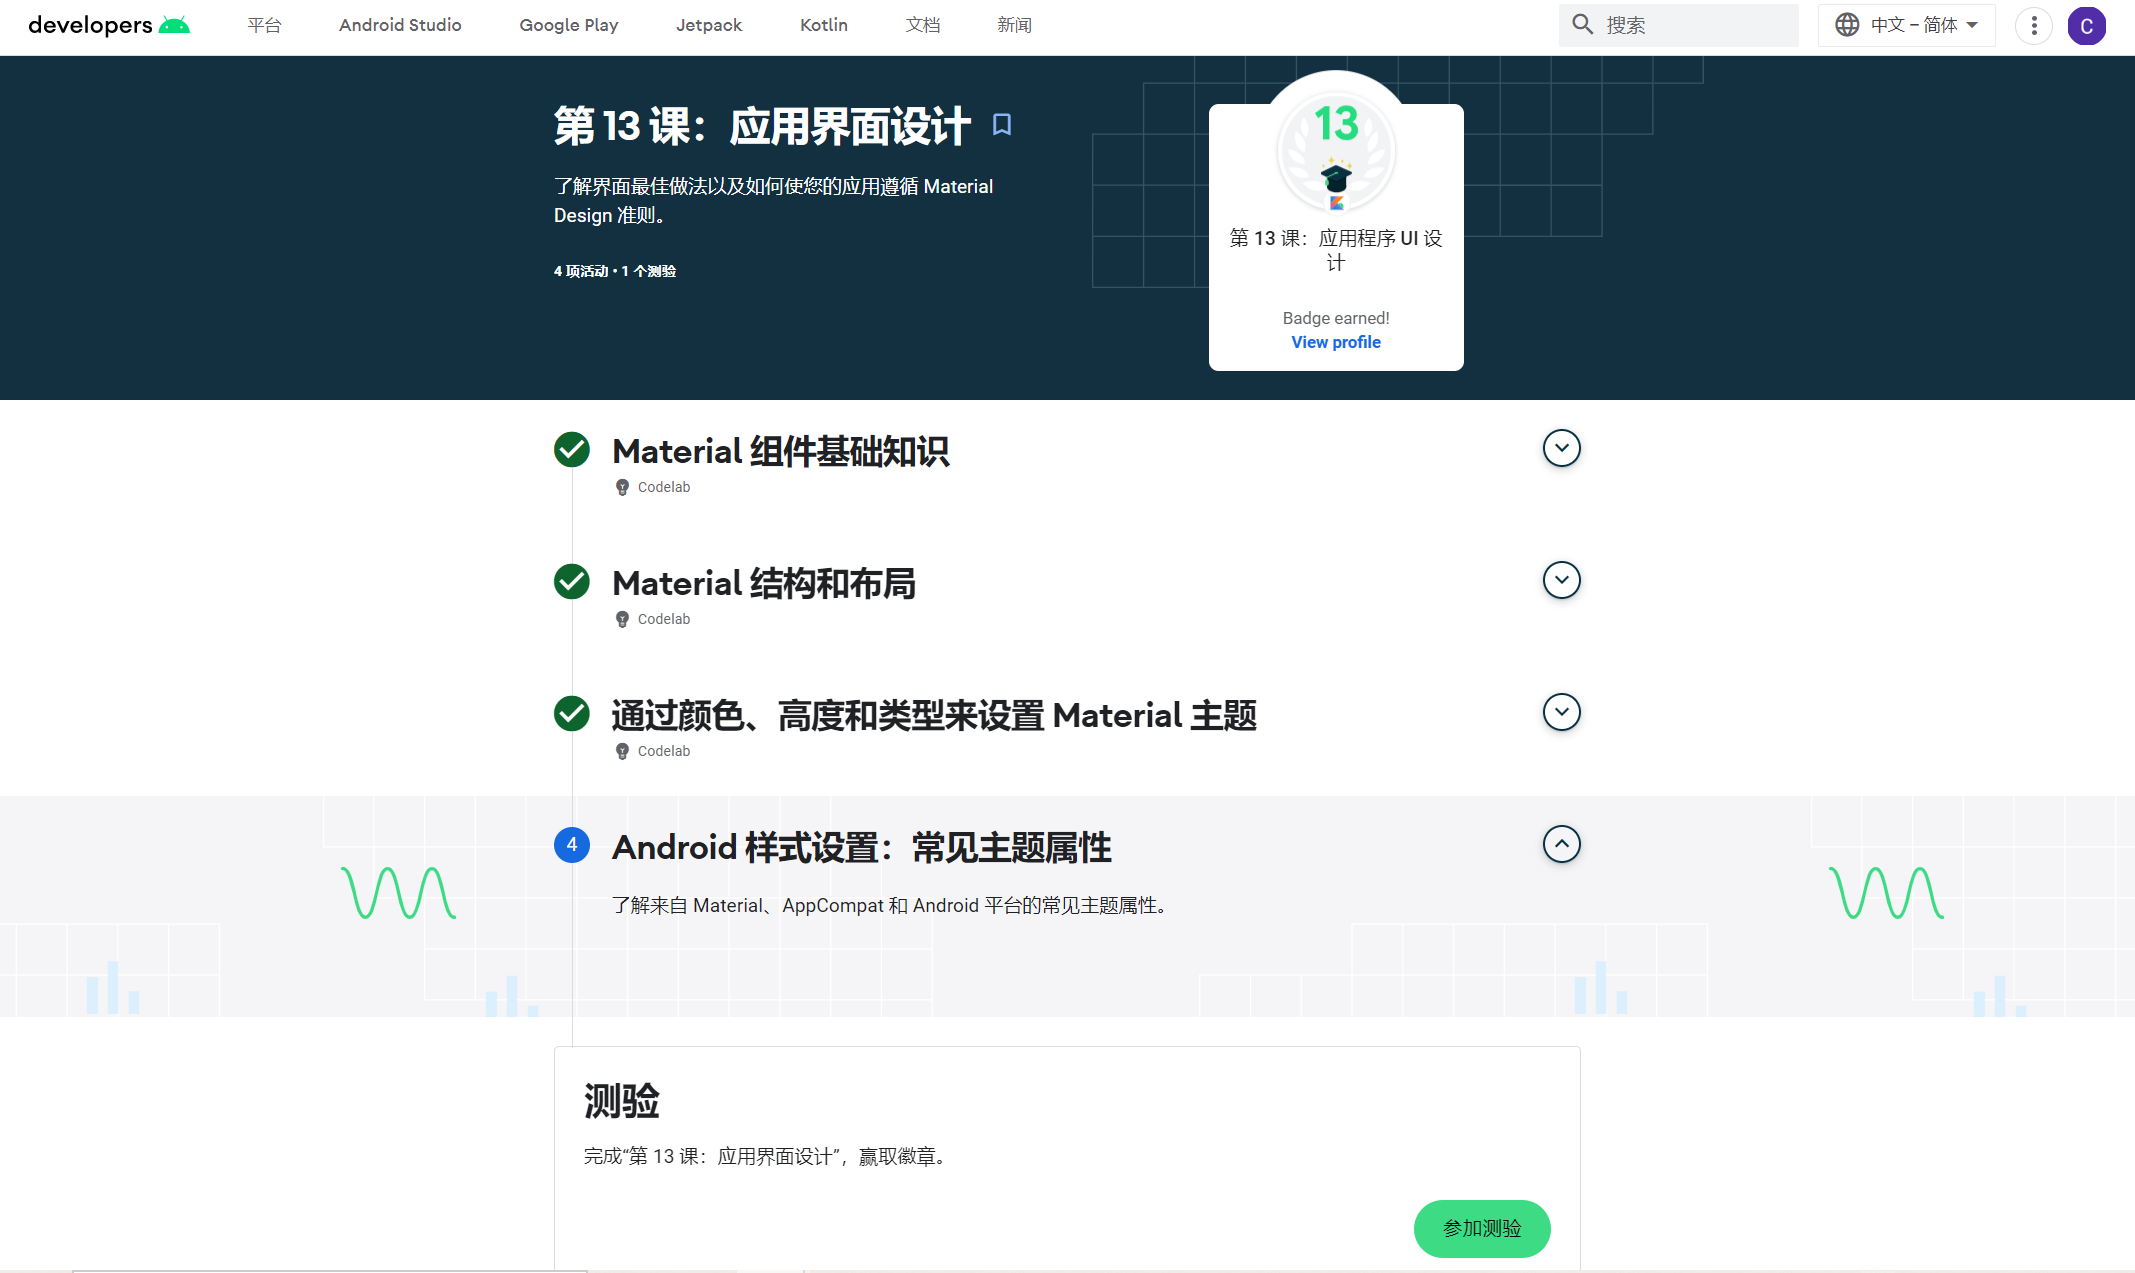 developers
平台
Android Studio
Google Play
Jetpack
Kotlin
文档
新闻
搜索
中文 – 简体
C
第 13 课：应用界面设计
了解界面最佳做法以及如何使您的应用遵循 Material
Design 准则。
4 项活动 • 1 个测验
13
第 13 课：应用程序 UI 设
计
Badge earned!
View profile
Material 组件基础知识
Codelab
Material 结构和布局
Codelab
通过颜色、高度和类型来设置 Material 主题
Codelab
4
Android 样式设置：常见主题属性
了解来自 Material、AppCompat 和 Android 平台的常见主题属性。
测验
完成“第 13 课：应用界面设计”，赢取徽章。
参加测验